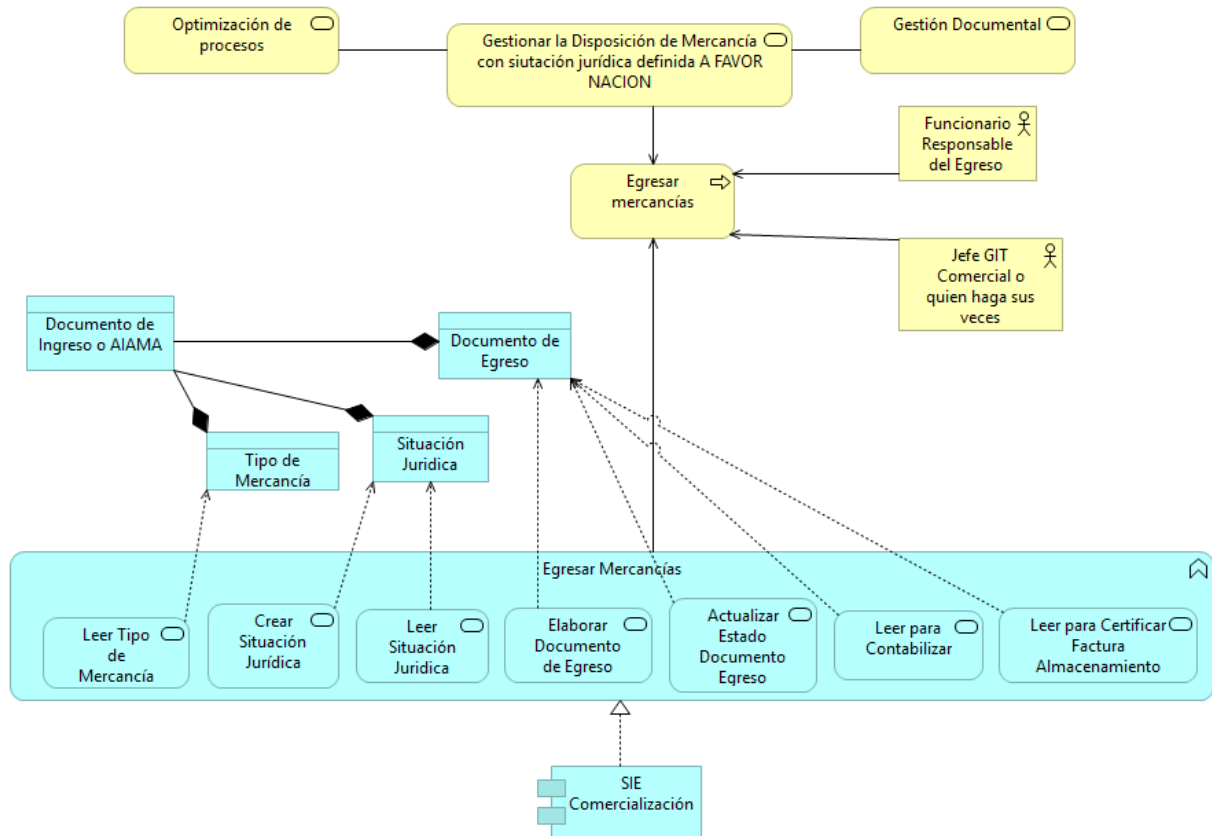 Optimización de
procesos
Gestionar la Disposición de Mercancía
con siutación jurídica definida A FAVOR
NACION
Gestión Documental
Funcionario
Responsable
del Egreso
Egresar
mercancías
Jefe GIT
Comercial o
quien haga sus
veces
Documento de
Ingreso o AIAMA
Documento de
Egreso
Tipo de
Mercancía
Situación
Juridica
Egresar Mercancías
Leer Tipo
de
Mercancía
Crear
Situación
Jurídica
Leer
Situación
Juridica
Elaborar
Documento
de Egreso
Actualizar
Estado
Documento
Egreso
Leer para
Contabilizar
Leer para Certificar
Factura
Almacenamiento
SIE
Comercialización